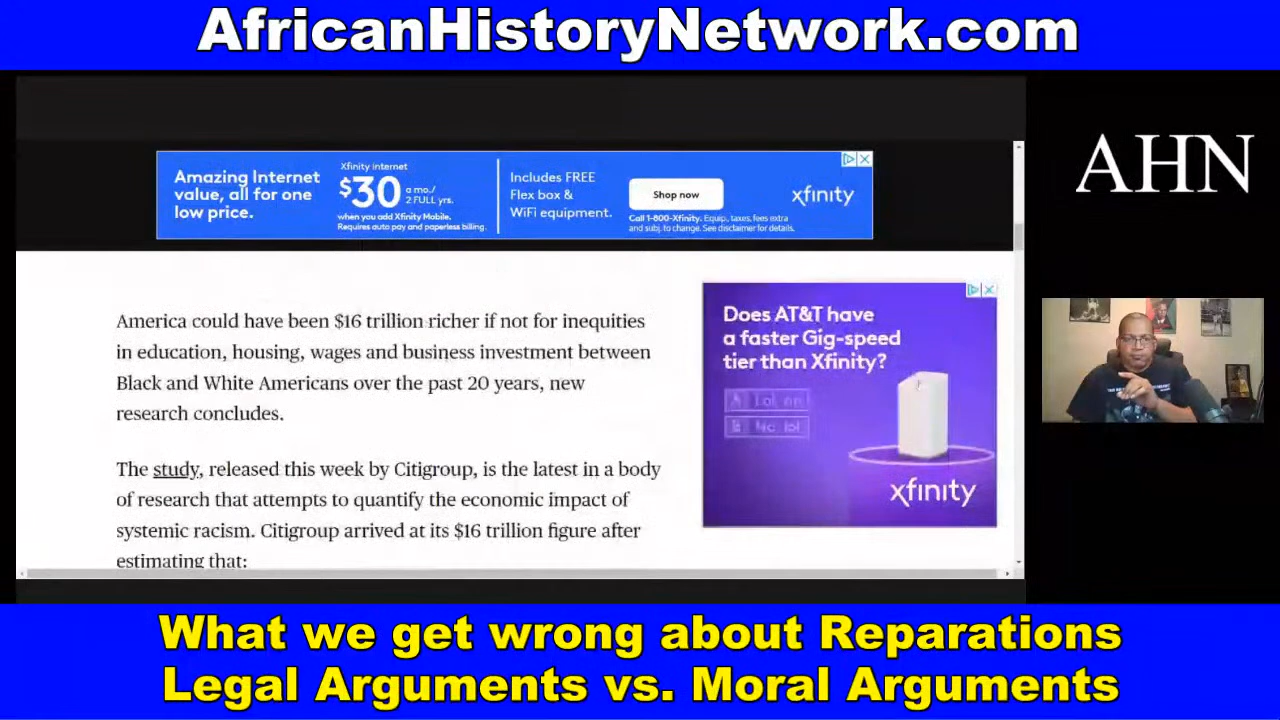 AfricanHistoryNetwork.com
AHN
Amazing Internet
value, all for one
low price.
Xfinity internet
$30 a mo./
2 FULL yrs.
when you add Xfinity Mobile.
Requires auto pay and paperless billing.
Includes FREE
Flex box &
WiFi equipment.
Shop now
Call 1-800-Xfinity. Equip., taxes, fees extra
and subj. to change. See disclaimer for details.
xfinity
America could have been $16 trillion richer if not for inequities
in education, housing, wages and business investment between
Black and White Americans over the past 20 years, new
research concludes.
The study, released this week by Citigroup, is the latest in a body
of research that attempts to quantify the economic impact of
systemic racism. Citigroup arrived at its $16 trillion figure after
estimating that:
Does AT&T have
a faster Gig-speed
tier than Xfinity?
xfinity
What we get wrong about Reparations
Legal Arguments vs. Moral Arguments